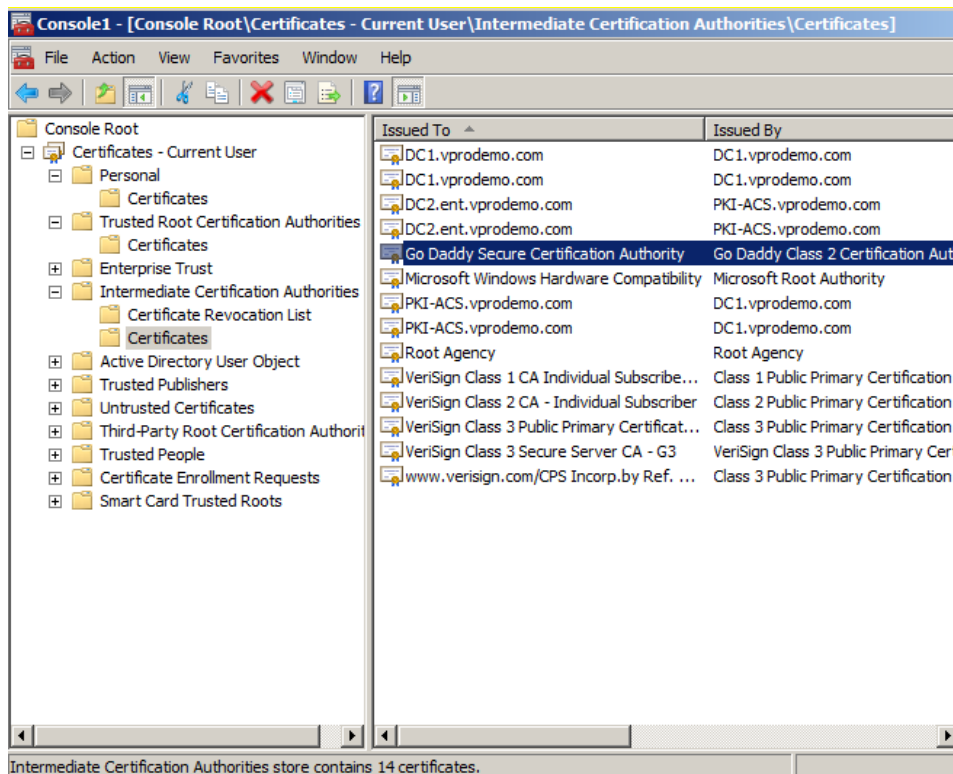 Console1 - [Console Root\Certificates - Current User\Intermediate Certification Authorities\Certificates]
File Action View Favorites Window Help
Console Root
Certificates - Current User
Personal
Certificates
Trusted Root Certification Authorities
Certificates
Enterprise Trust
Intermediate Certification Authorities
Certificate Revocation List
Certificates
Active Directory User Object
Trusted Publishers
Untrusted Certificates
Third-Party Root Certification Authorit
Trusted People
Certificate Enrollment Requests
Smart Card Trusted Roots
Issued To Issued By
DC1.vprodemo.com DC1.vprodemo.com
DC1.vprodemo.com DC1.vprodemo.com
DC2.ent.vprodemo.com PKI-ACS.vprodemo.com
DC2.ent.vprodemo.com PKI-ACS.vprodemo.com
Go Daddy Secure Certification Authority Go Daddy Class 2 Certification Aut
Microsoft Windows Hardware Compatibility Microsoft Root Authority
PKI-ACS.vprodemo.com DC1.vprodemo.com
PKI-ACS.vprodemo.com DC1.vprodemo.com
Root Agency Root Agency
VeriSign Class 1 CA Individual Subscribe... Class 1 Public Primary Certification
VeriSign Class 2 CA - Individual Subscriber Class 2 Public Primary Certification
VeriSign Class 3 Public Primary Certificat... Class 3 Public Primary Certification
VeriSign Class 3 Secure Server CA - G3 VeriSign Class 3 Public Primary Cer
www.verisign.com/CPS Incorp.by Ref. ... Class 3 Public Primary Certification
Intermediate Certification Authorities store contains 14 certificates.